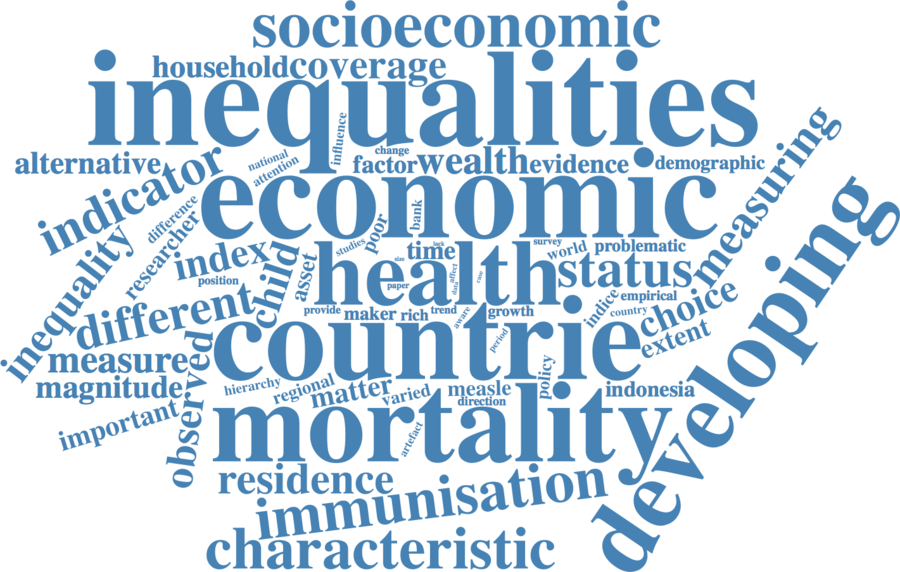 socioeconomic
householdcoverage
inequalities
influence
change
national
attention
alternative
factor
wealth
evidence
demographic
measuring
indicator
economic
difference
researcher
bank
poor
studies
time
lack
survey
world
problematic
index
position
child
asset
size
health
affect
data
case
paper
status
inequality
different
indice
empirical
country
choice
extent
provide
maker
rich
trend
aware
growth
period
countrie
developing
measure
magnitude
observed
hierarchy
regional
matter
varied
measle
direction
policy
indonesia
important
mortality
artefact
residence
immunisation
characteristic